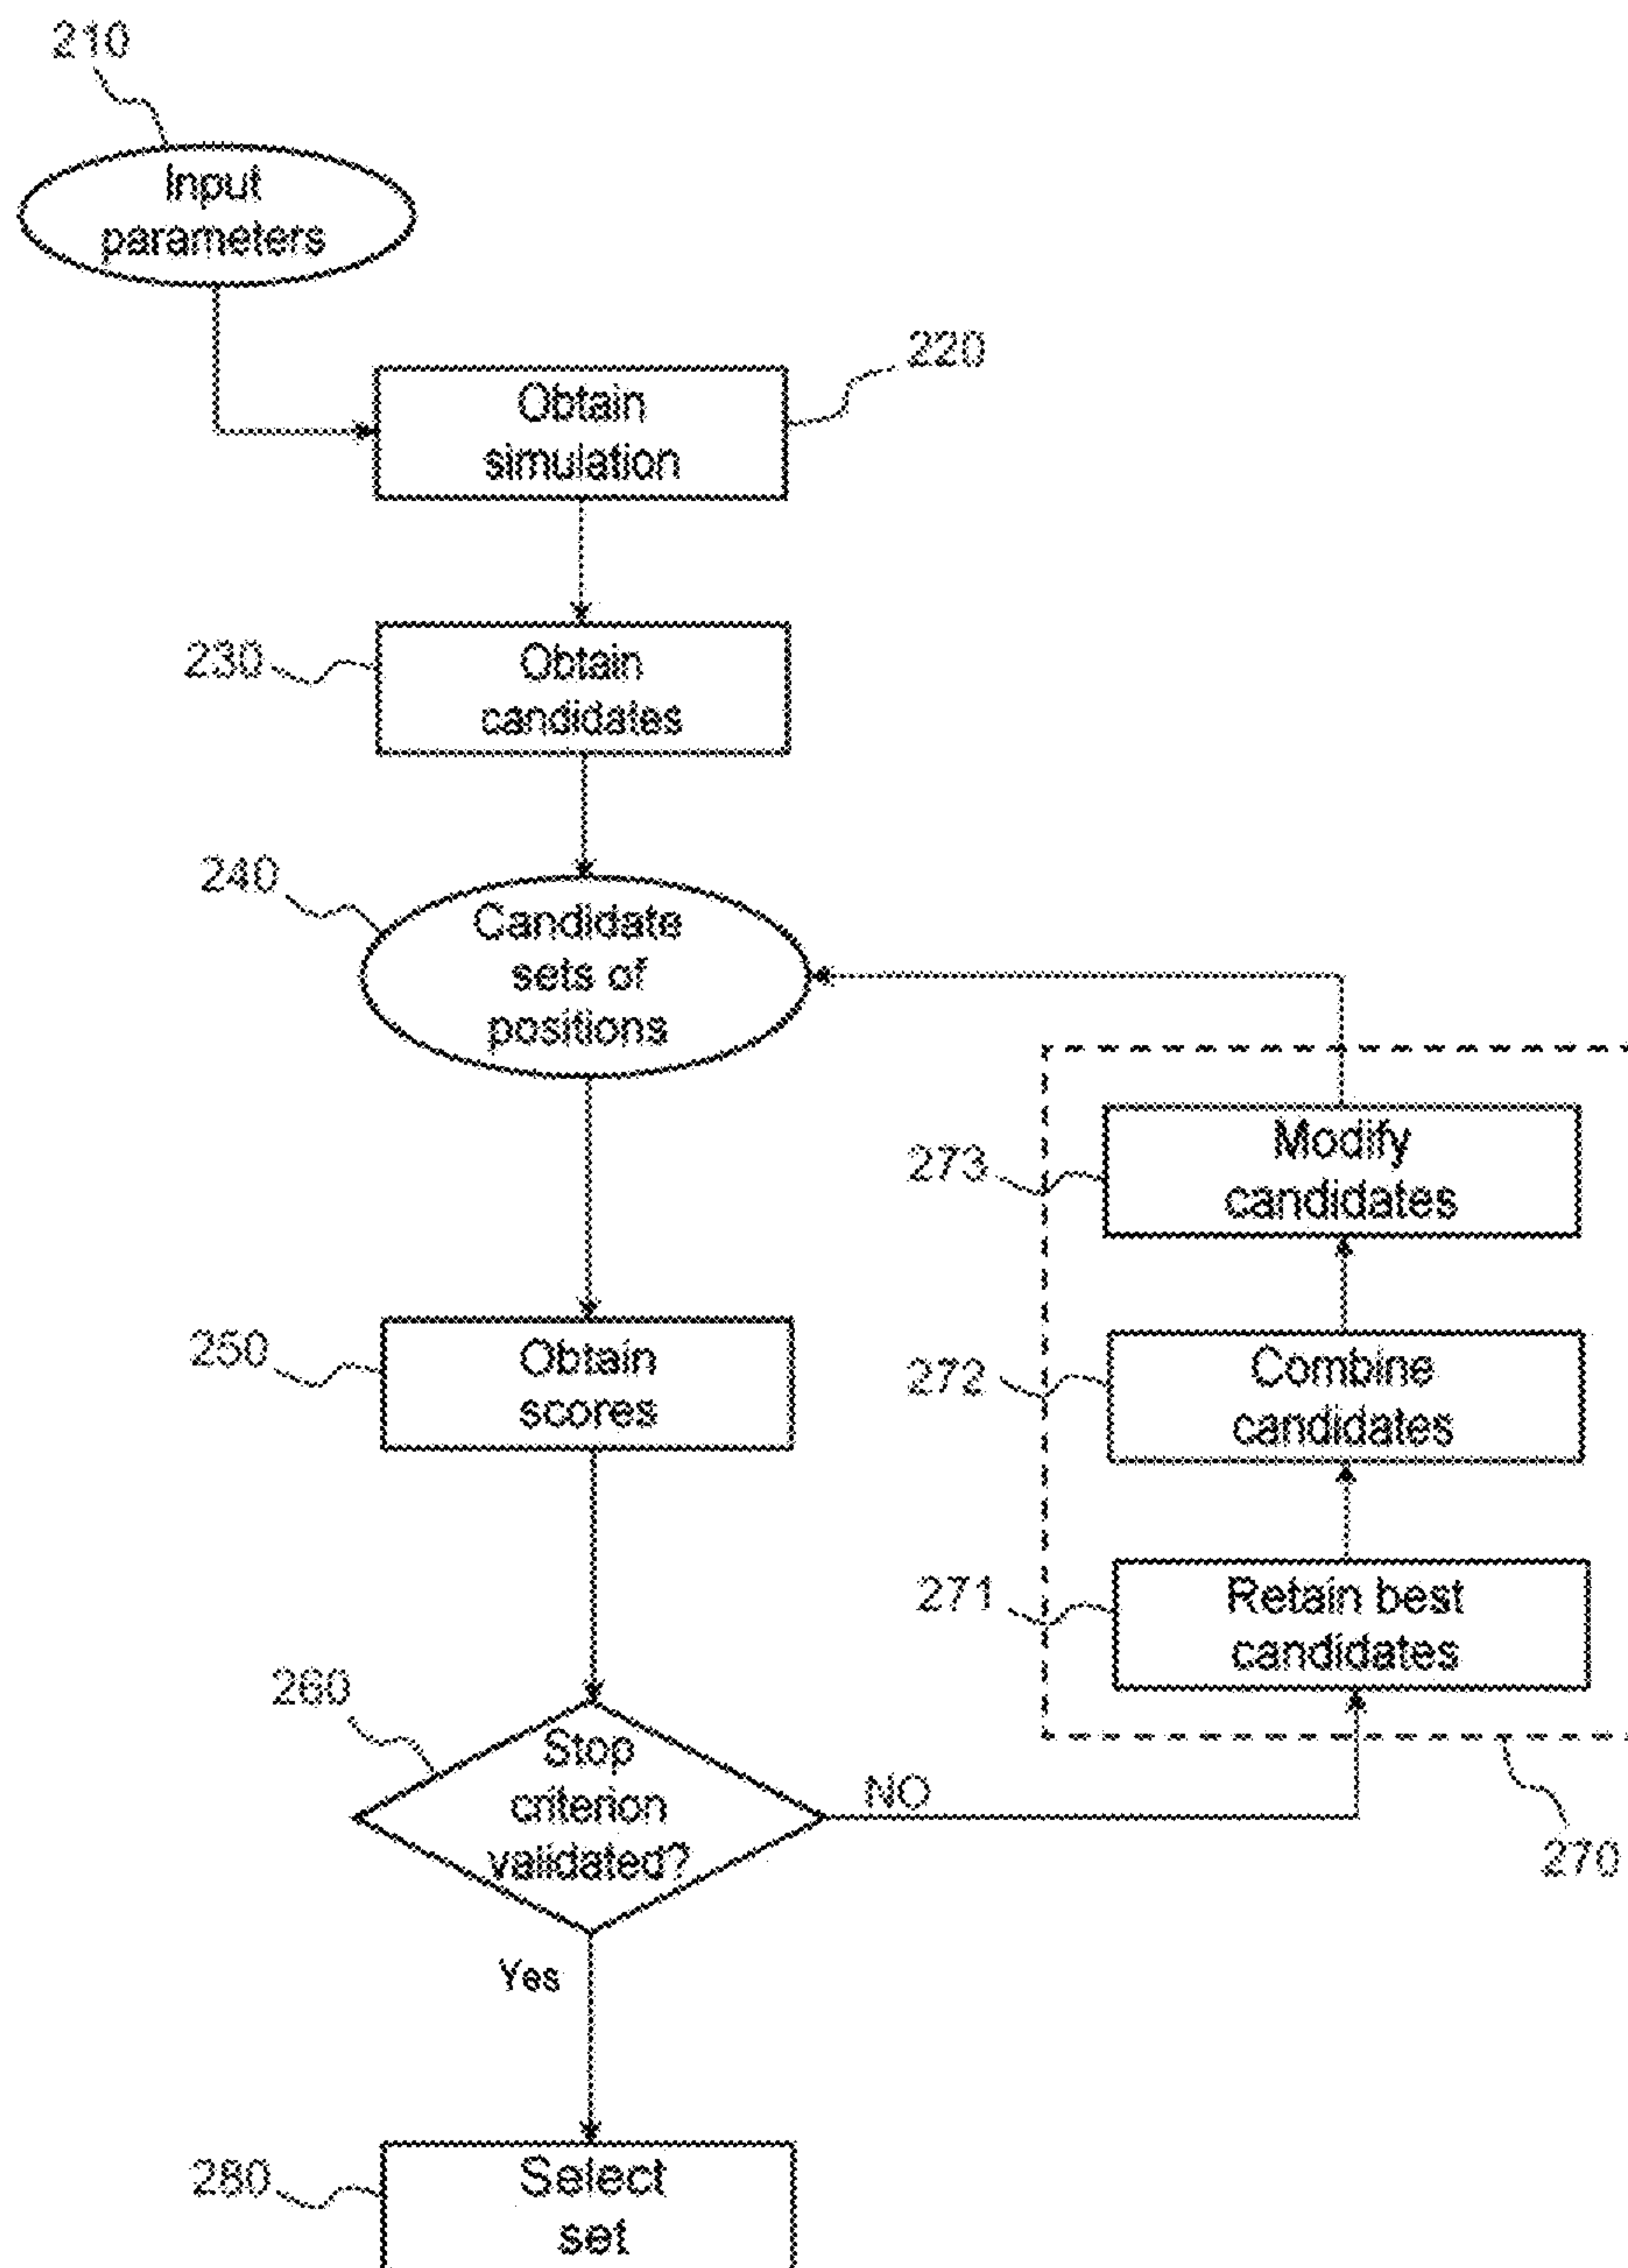 210
Input
parameters
220
Obtain
simulation
230
Obtain
candidates
240
Candidate
sets of
positions
273
Modify
candidates
250
Obtain
scores
272
Combine
candidates
271
Retain best
candidates
260
Stop
criterion
validated?
NO
270
Yes
280
Select
set